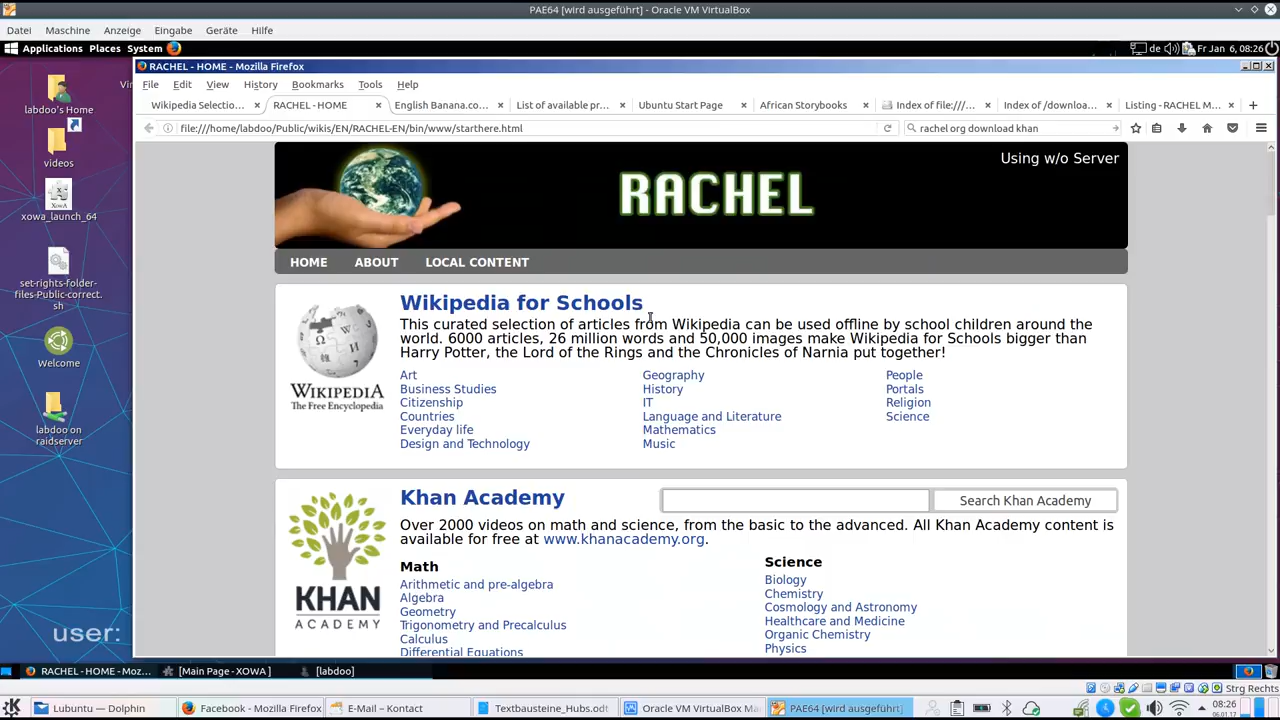 PAE64 [wird ausgeführt] - Oracle VM VirtualBox
Datei Maschine Anzeige Eingabe Geräte Hilfe
Applications Places System de Fr Jan 6, 08:26
RACHEL - HOME - Mozilla Firefox
File Edit View History Bookmarks Tools Help
Wikipedia Selectio... RACHEL - HOME English Banana.co... List of available pr... Ubuntu Start Page African Storybooks Index of file:///... Index of /downloa... Listing - RACHEL M...
file:///home/labdoo/Public/wikis/EN/RACHEL-EN/bin/www/starthere.html rachel org download khan
labdoo's Home
videos
xowa_launch_64
set-rights-folder-
files-Public-correct.
sh
Welcome
labdoo on
raidserver
user:
Using w/o Server
RACHEL
HOME ABOUT LOCAL CONTENT
WIKIPEDIA
The Free Encyclopedia
Wikipedia for Schools
This curated selection of articles from Wikipedia can be used offline by school children around the
world. 6000 articles, 26 million words and 50,000 images make Wikipedia for Schools bigger than
Harry Potter, the Lord of the Rings and the Chronicles of Narnia put together!
Art
Business Studies
Citizenship
Countries
Everyday life
Design and Technology
Geography
History
IT
Language and Literature
Mathematics
Music
People
Portals
Religion
Science
KHAN
ACADEMY
Khan Academy
Search Khan Academy
Over 2000 videos on math and science, from the basic to the advanced. All Khan Academy content is
available for free at www.khanacademy.org.
Math
Arithmetic and pre-algebra
Algebra
Geometry
Trigonometry and Precalculus
Calculus
Differential Equations
Science
Biology
Chemistry
Cosmology and Astronomy
Healthcare and Medicine
Organic Chemistry
Physics
RACHEL - HOME - Moz... [Main Page - XOWA ] [labdoo]
Strg Rechts
Lubuntu — Dolphin Facebook - Mozilla Firefox E-Mail – Kontact Textbausteine_Hubs.odt Oracle VM VirtualBox Ma PAE64 [wird ausgeführt] 08:26
06.01.17